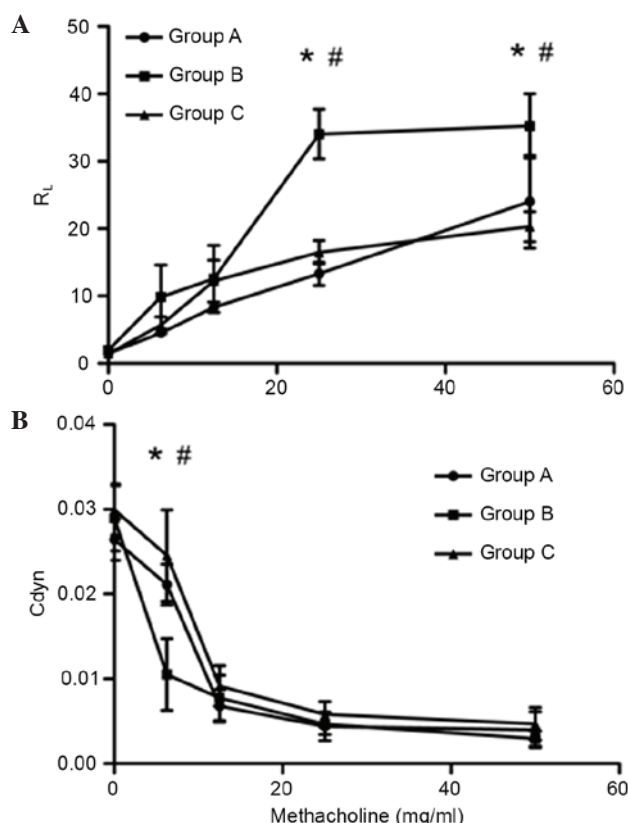 A
50
40
30
20
10
0
R_L
Group A
Group B
Group C
* #
* #
0
20
40
60
B
0.04
0.03
0.02
0.01
0.00
Cdyn
* #
Group A
Group B
Group C
0
20
40
60
Methacholine (mg/ml)